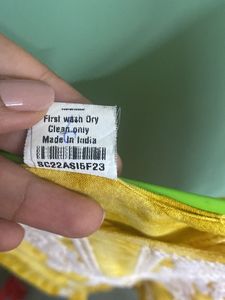 First wash Dry
Clean only
Made in India
BC22ASI5F23